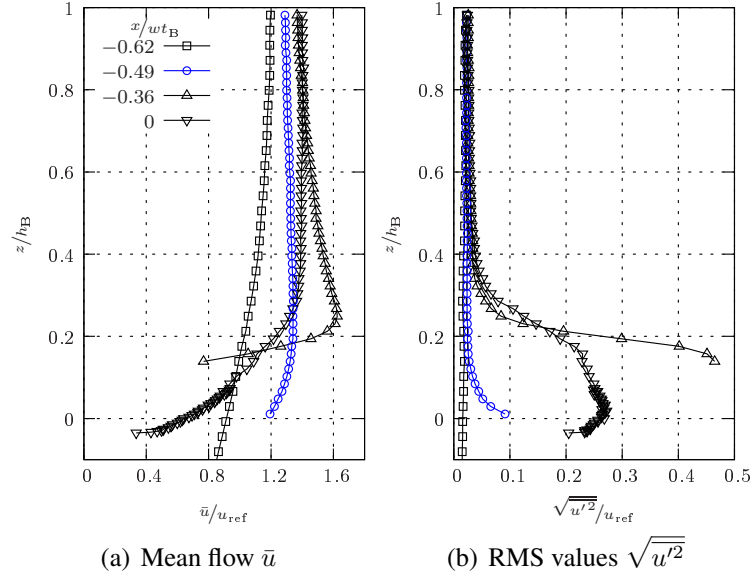 x/wt_B
−0.62
−0.49
−0.36
0
1
0.8
0.6
0.4
0.2
0
z/h_B
0 0.4 0.8 1.2 1.6
ū/u_ref
(a) Mean flow ū
1
0.8
0.6
0.4
0.2
0
z/h_B
0 0.1 0.2 0.3 0.4 0.5
√u′²/u_ref
(b) RMS values √u′²